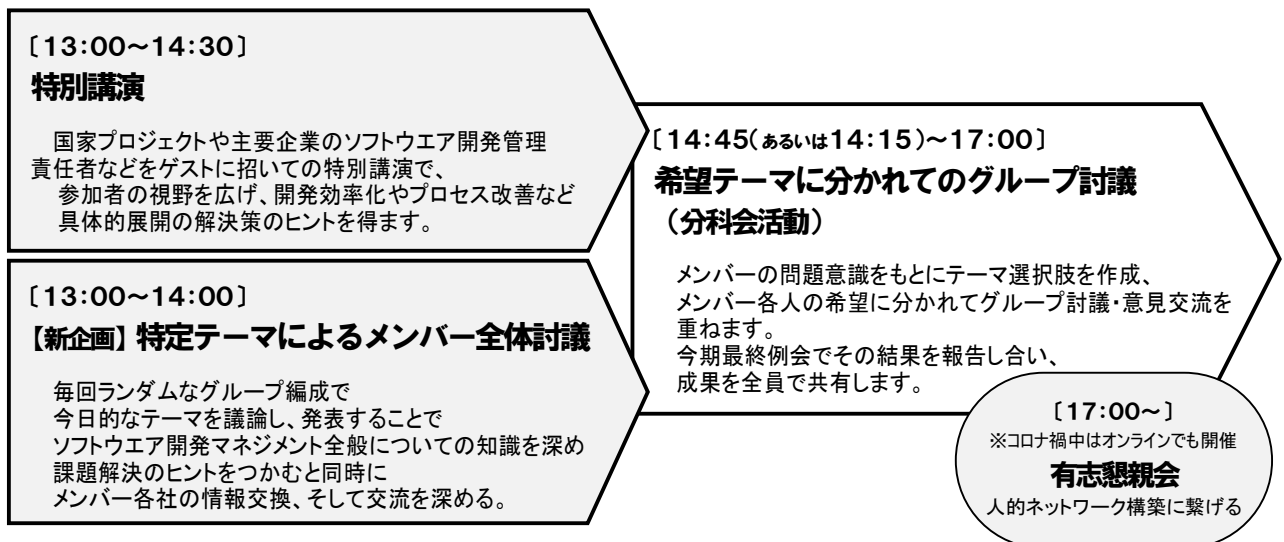 〔13:00~14:30〕
特別講演
国家プロジェクトや主要企業のソフトウエア開発管理
責任者などをゲストに招いての特別講演で、
参加者の視野を広げ、開発効率化やプロセス改善など
具体的展開の解決策のヒントを得ます。
〔13:00~14:00〕
【新企画】特定テーマによるメンバー全体討議
毎回ランダムなグループ編成で
今日的なテーマを議論し、発表することで
ソフトウエア開発マネジメント全般についての知識を深め
課題解決のヒントをつかむと同時に
メンバー各社の情報交換、そして交流を深める。
〔14:45(あるいは14:15)~17:00〕
希望テーマに分かれてのグループ討議
(分科会活動)
メンバーの問題意識をもとにテーマ選択肢を作成、
メンバー各人の希望に分かれてグループ討議・意見交流を
重ねます。
今期最終例会でその結果を報告し合い、
成果を全員で共有します。
〔17:00~〕
※コロナ禍中はオンラインでも開催
有志懇親会
人的ネットワーク構築に繋げる